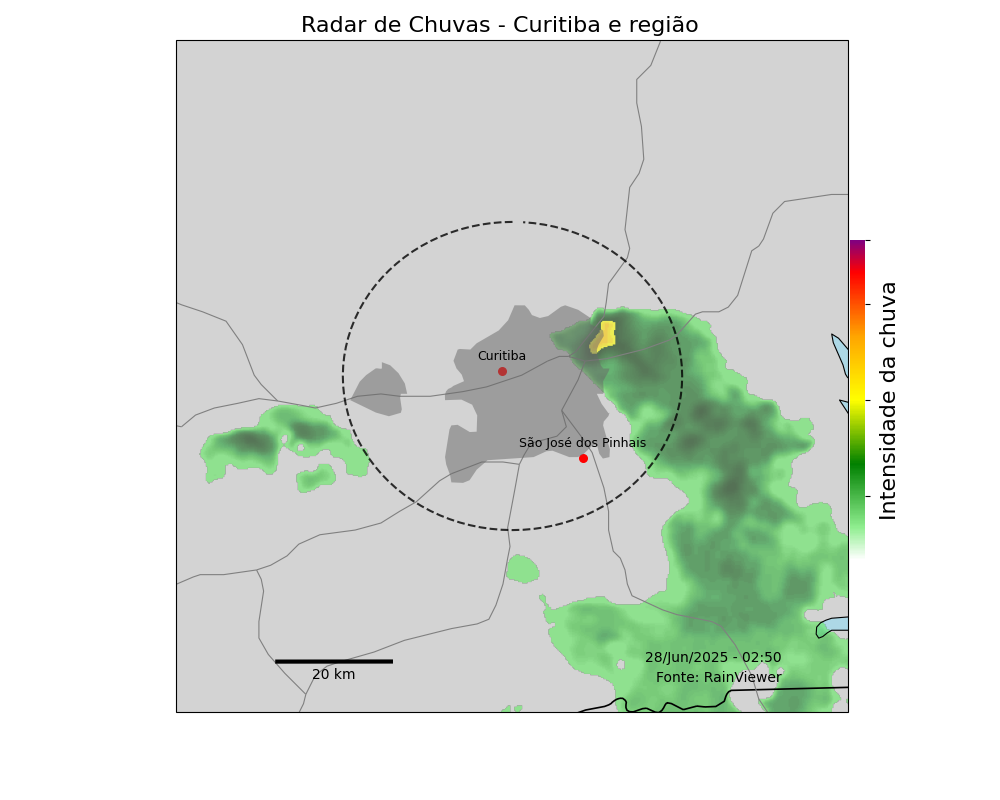 Radar de Chuvas - Curitiba e região
Curitiba
São José dos Pinhais
Intensidade da chuva
28/Jun/2025 - 02:50
Fonte: RainViewer
20 km